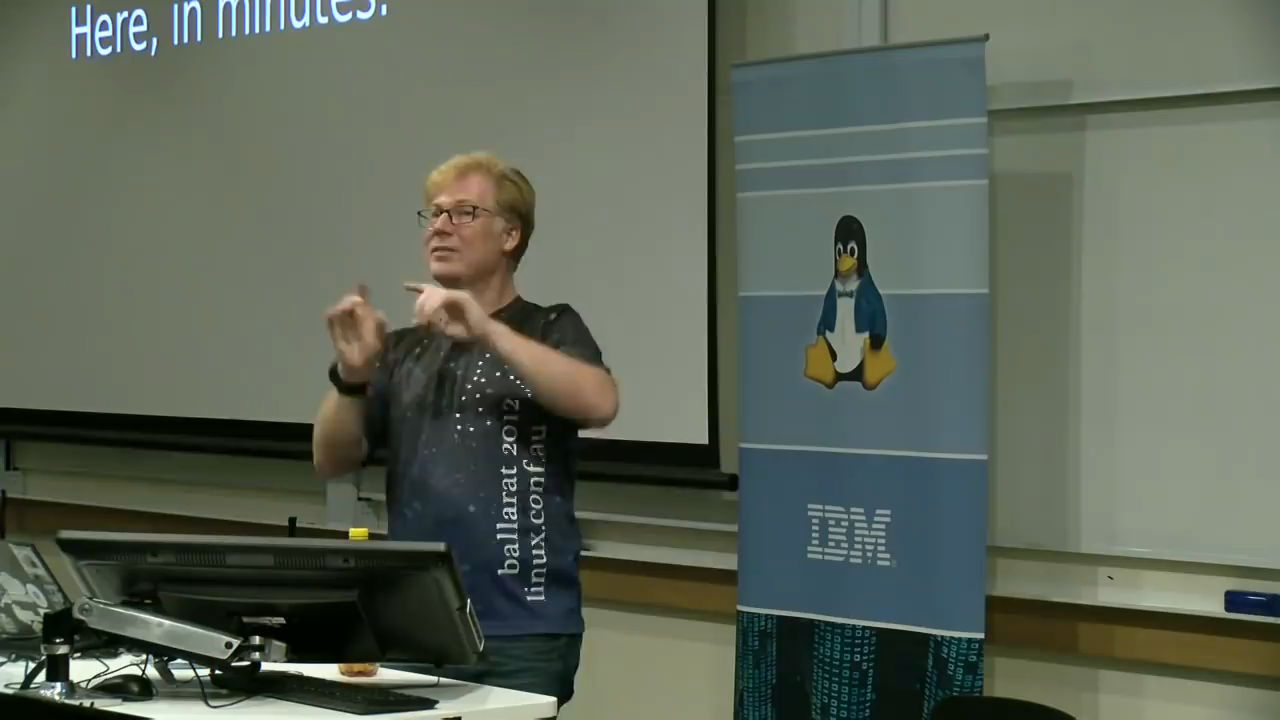 Here, in minutes.
ballarat 2012
linux.conf.au
IBM